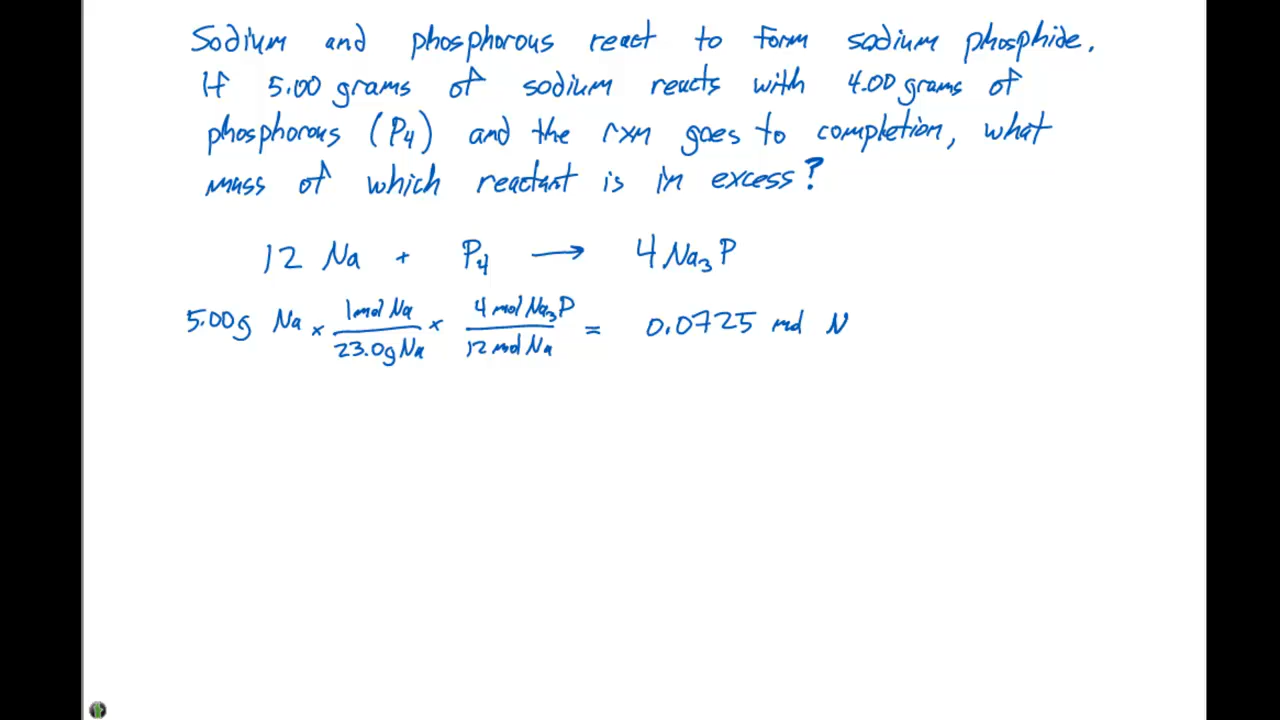 Sodium and phosphorous react to form sodium phosphide.
If 5.00 grams of sodium reacts with 4.00 grams of
phosphorous (P₄) and the rxn goes to completion, what
mass of which reactant is in excess?
12 Na + P₄ → 4 Na₃P
5.00g Na × 1 mol Na / 23.0g Na × 4 mol Na₃P / 12 mol Na = 0.0725 mol N